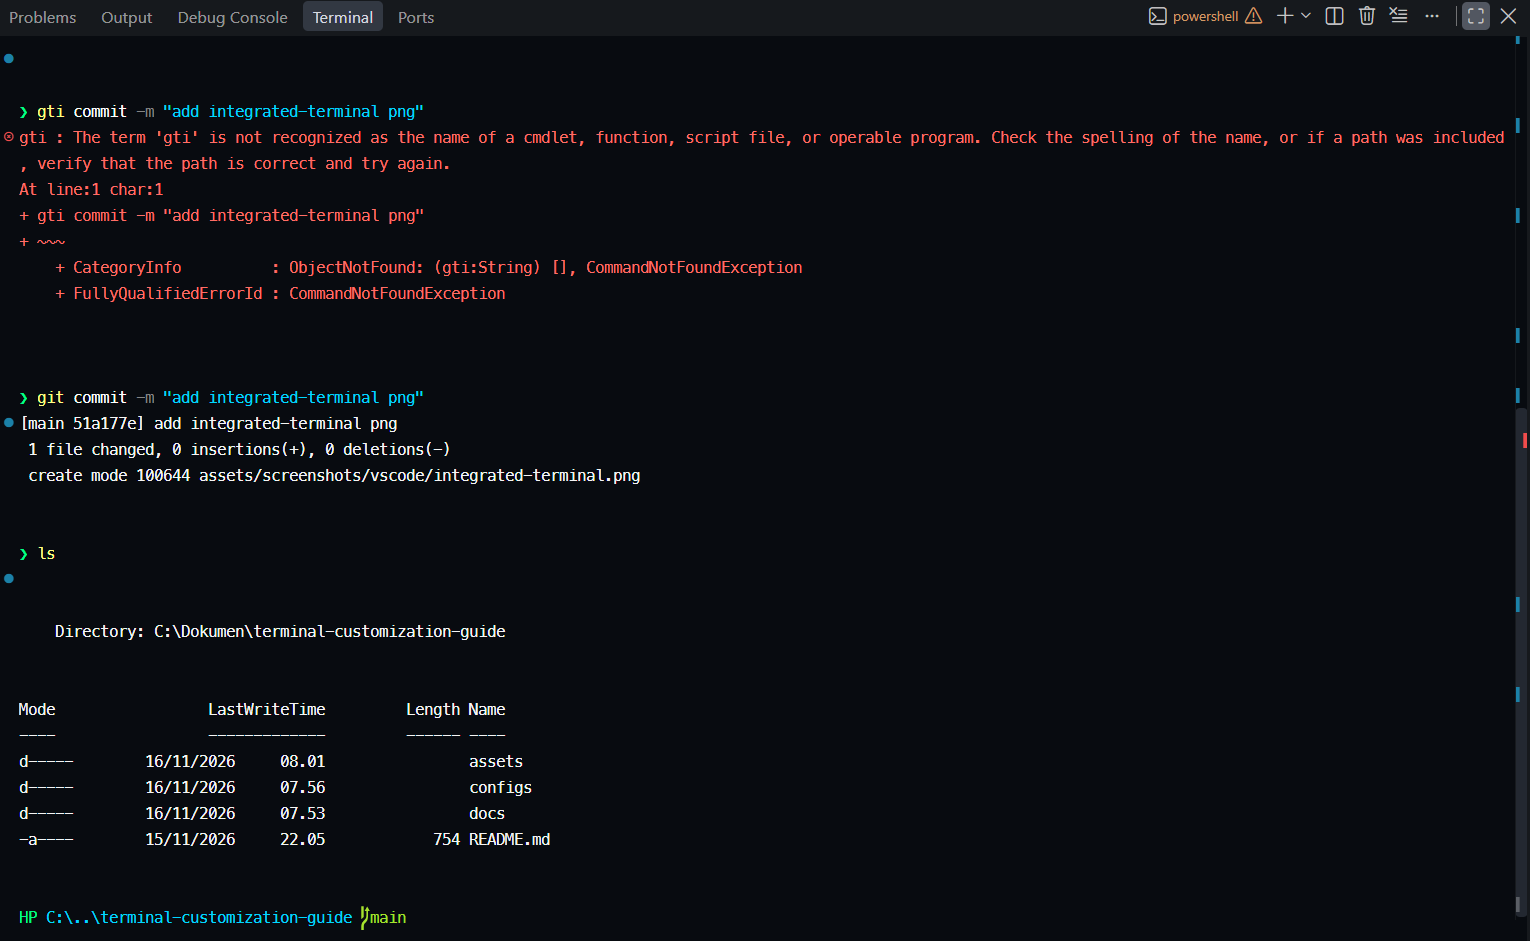 Problems Output Debug Console Terminal Ports powershell
❯ gti commit -m "add integrated-terminal png"
gti : The term 'gti' is not recognized as the name of a cmdlet, function, script file, or operable program. Check the spelling of the name, or if a path was included
, verify that the path is correct and try again.
At line:1 char:1
+ gti commit -m "add integrated-terminal png"
+ ~~~
    + CategoryInfo          : ObjectNotFound: (gti:String) [], CommandNotFoundException
    + FullyQualifiedErrorId : CommandNotFoundException
❯ git commit -m "add integrated-terminal png"
[main 51a177e] add integrated-terminal png
 1 file changed, 0 insertions(+), 0 deletions(-)
 create mode 100644 assets/screenshots/vscode/integrated-terminal.png
❯ ls
    Directory: C:\Dokumen\terminal-customization-guide
Mode                 LastWriteTime         Length Name
----                 -------------         ------ ----
d-----        16/11/2026     08.01                assets
d-----        16/11/2026     07.56                configs
d-----        16/11/2026     07.53                docs
-a----        15/11/2026     22.05            754 README.md
HP C:\..\terminal-customization-guide main